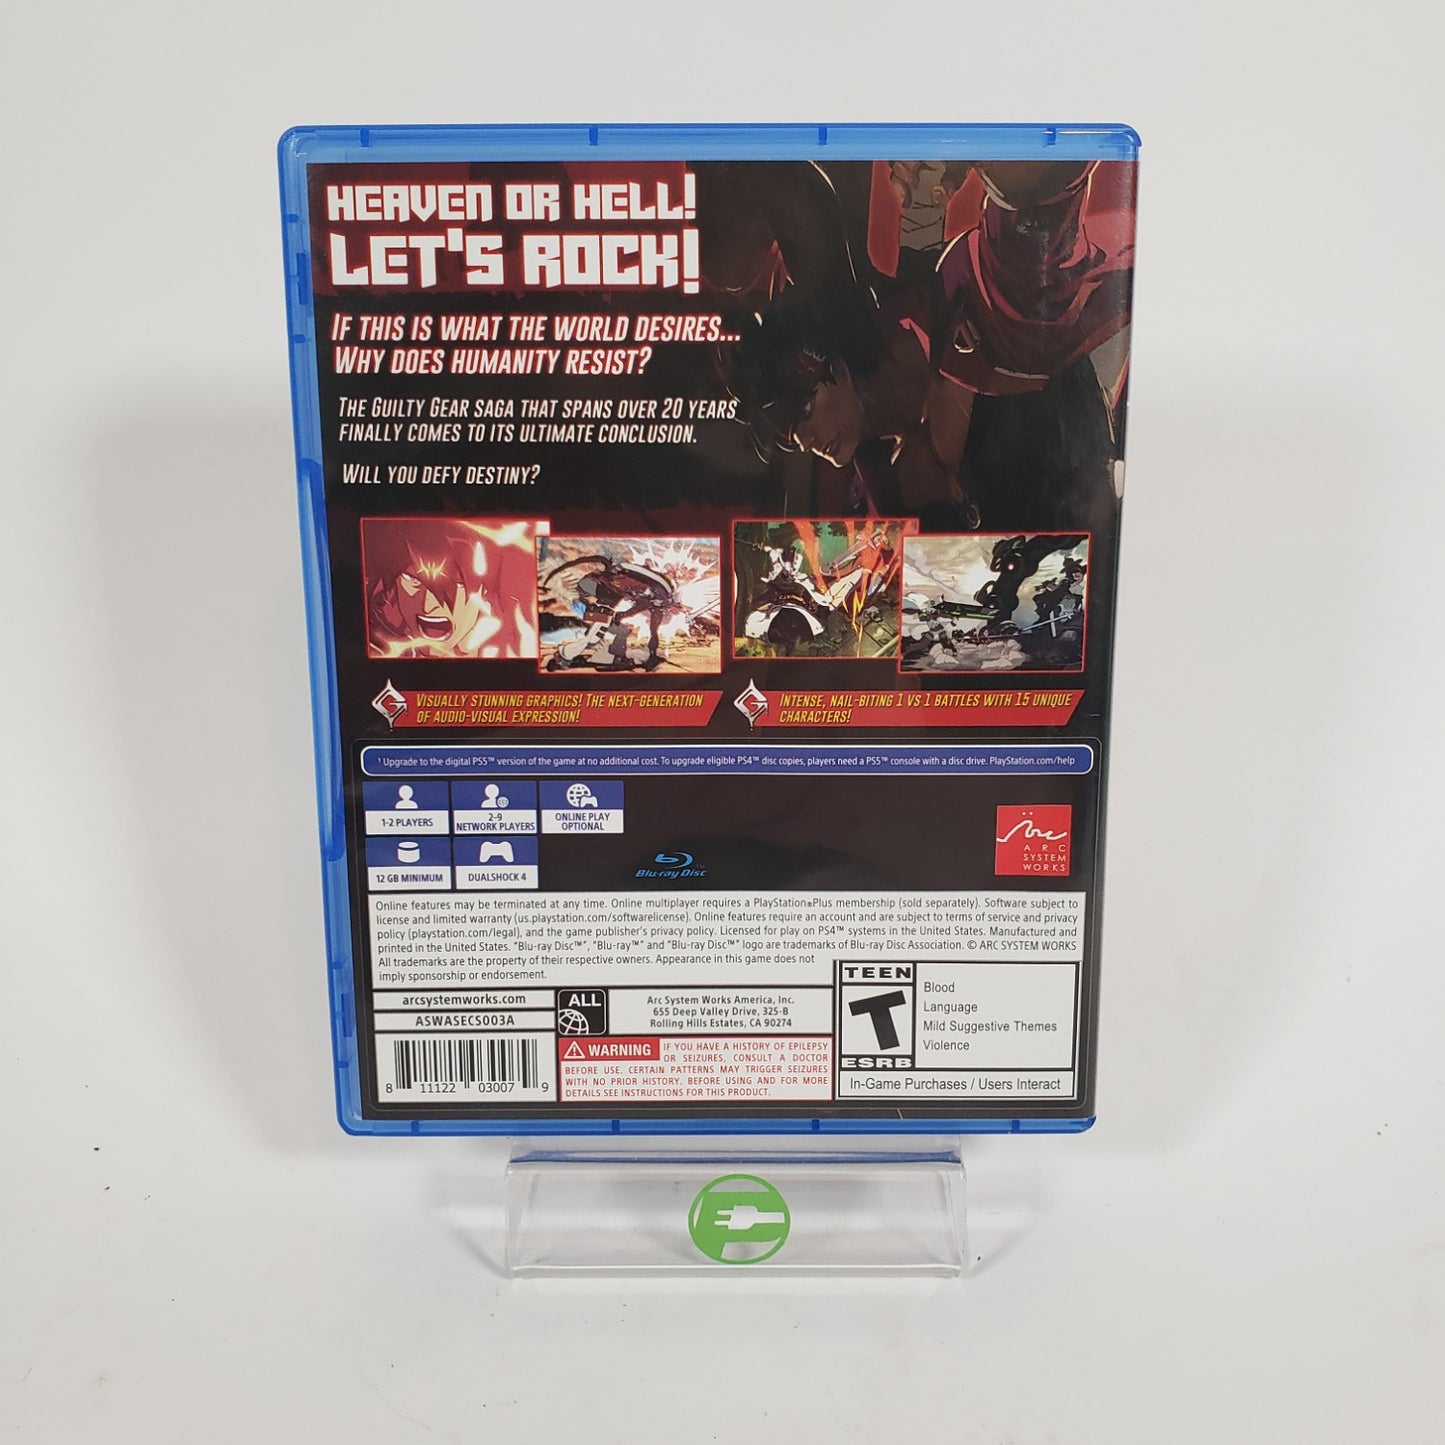 HEAVEN OR HELL!
LET'S ROCK!
IF THIS IS WHAT THE WORLD DESIRES...
WHY DOES HUMANITY RESIST?
THE GUILTY GEAR SAGA THAT SPANS OVER 20 YEARS
FINALLY COMES TO ITS ULTIMATE CONCLUSION.
WILL YOU DEFY DESTINY?
VISUALLY STUNNING GRAPHICS! THE NEXT-GENERATION
OF AUDIO-VISUAL EXPRESSION!
INTENSE, NAIL-BITING 1 VS 1 BATTLES WITH 15 UNIQUE
CHARACTERS!
¹ Upgrade to the digital PS5™ version of the game at no additional cost. To upgrade eligible PS4™ disc copies, players need a PS5™ console with a disc drive. PlayStation.com/help
1-2 PLAYERS
2-9
NETWORK PLAYERS
ONLINE PLAY
OPTIONAL
12 GB MINIMUM
DUALSHOCK 4
Blu-ray Disc™
ARC
SYSTEM
WORKS
Online features may be terminated at any time. Online multiplayer requires a PlayStation®Plus membership (sold separately). Software subject to
license and limited warranty (us.playstation.com/softwarelicense). Online features require an account and are subject to terms of service and privacy
policy (playstation.com/legal), and the game publisher's privacy policy. Licensed for play on PS4™ systems in the United States. Manufactured and
printed in the United States. "Blu-ray Disc™", "Blu-ray™" and "Blu-ray Disc™" logo are trademarks of Blu-ray Disc Association. © ARC SYSTEM WORKS
All trademarks are the property of their respective owners. Appearance in this game does not
imply sponsorship or endorsement.
arcsystemworks.com
ASWASECS003A
8 11122 03007 9
ALL
Arc System Works America, Inc.
655 Deep Valley Drive, 325-B
Rolling Hills Estates, CA 90274
WARNING IF YOU HAVE A HISTORY OF EPILEPSY
OR SEIZURES, CONSULT A DOCTOR
BEFORE USE. CERTAIN PATTERNS MAY TRIGGER SEIZURES
WITH NO PRIOR HISTORY. BEFORE USING AND FOR MORE
DETAILS SEE INSTRUCTIONS FOR THIS PRODUCT.
TEEN
T
ESRB
Blood
Language
Mild Suggestive Themes
Violence
In-Game Purchases / Users Interact